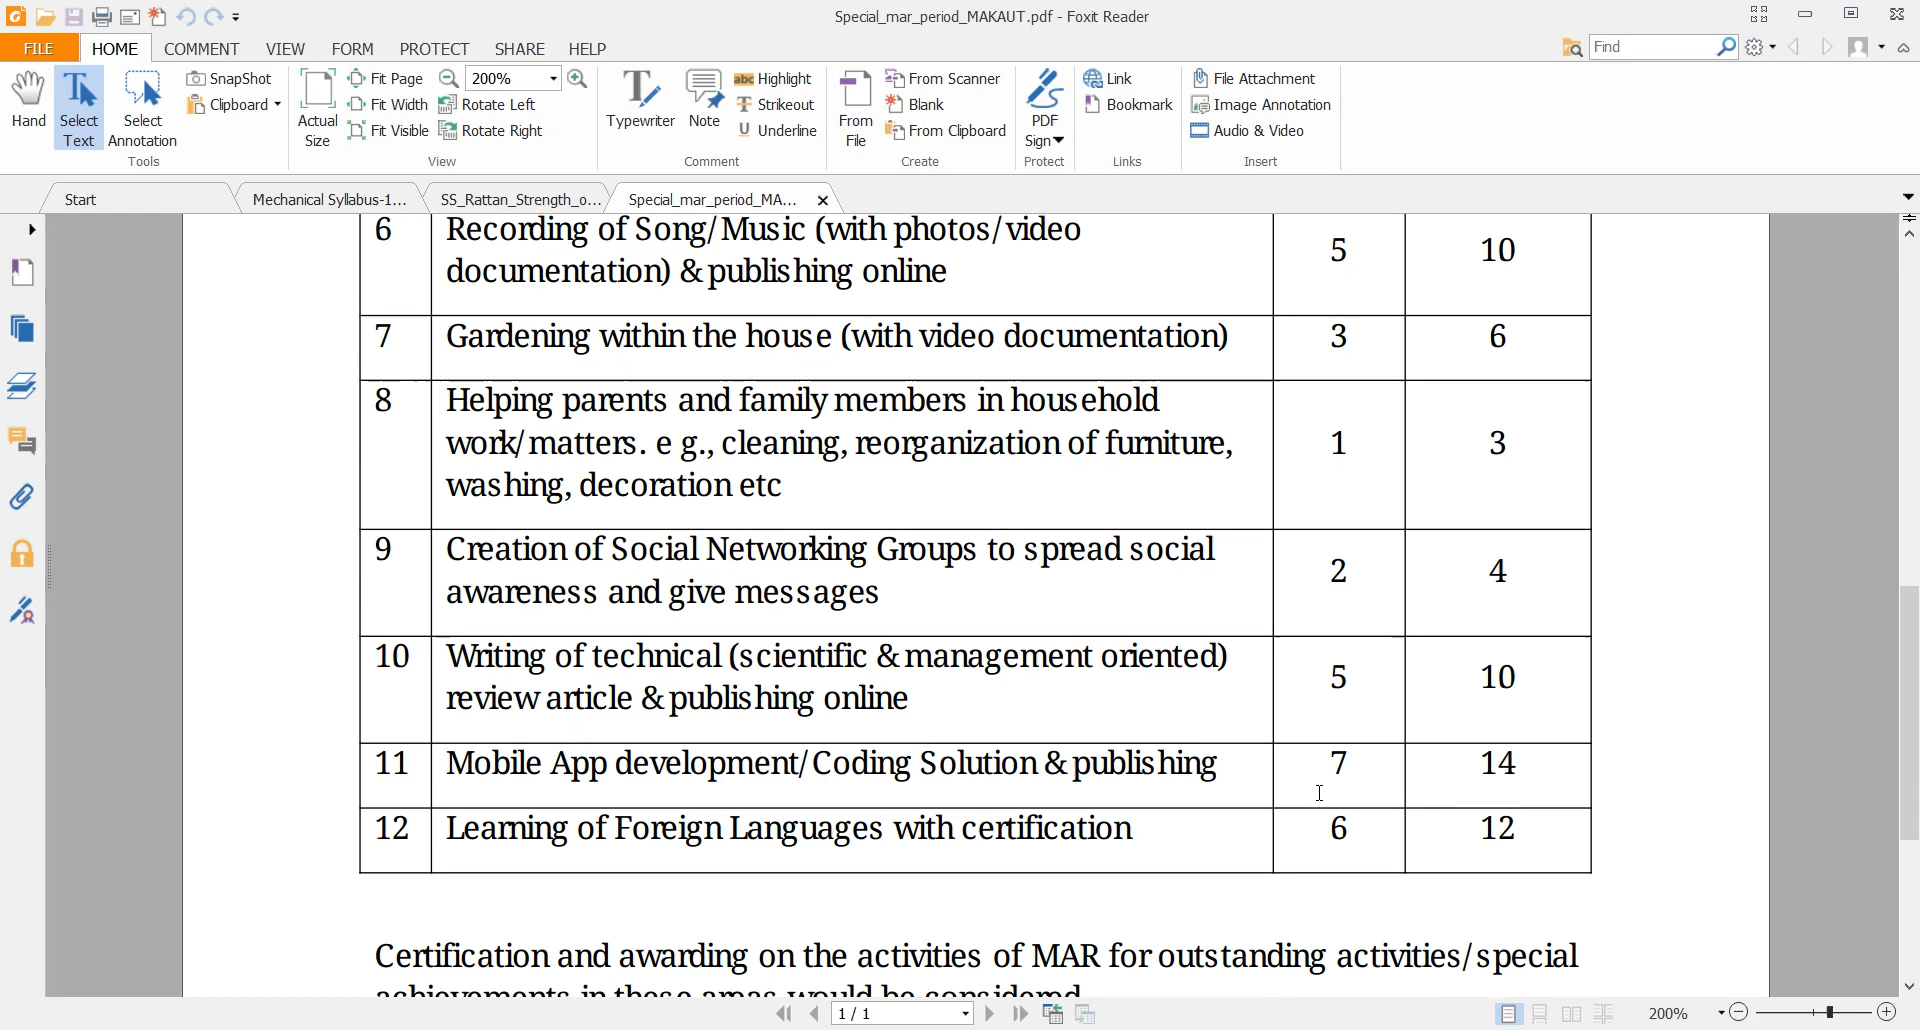 Special_mar_period_MAKAUT.pdf - Foxit Reader
FILE HOME COMMENT VIEW FORM PROTECT SHARE HELP Find
Hand
Select Text
Select Annotation
SnapShot
Clipboard
Tools
Actual Size
Fit Page
Fit Width
Fit Visible
200%
Rotate Left
Rotate Right
View
Typewriter
Note
abc Highlight
Strikeout
U Underline
Comment
From File
From Scanner
Blank
From Clipboard
Create
PDF Sign
Protect
Link
Bookmark
Links
File Attachment
Image Annotation
Audio & Video
Insert
Start Mechanical Syllabus-1... SS_Rattan_Strength_o... Special_mar_period_MA...
6 Recording of Song/Music (with photos/video 5 10
documentation) & publishing online
7 Gardening within the house (with video documentation) 3 6
8 Helping parents and family members in household
work/matters. e g., cleaning, reorganization of furniture, 1 3
washing, decoration etc
9 Creation of Social Networking Groups to spread social 2 4
awareness and give messages
10 Writing of technical (scientific & management oriented) 5 10
review article & publishing online
11 Mobile App development/Coding Solution & publishing 7 14
12 Learning of Foreign Languages with certification 6 12
Certification and awarding on the activities of MAR for outstanding activities/special
achievements in these areas would be considered
1 / 1 200%